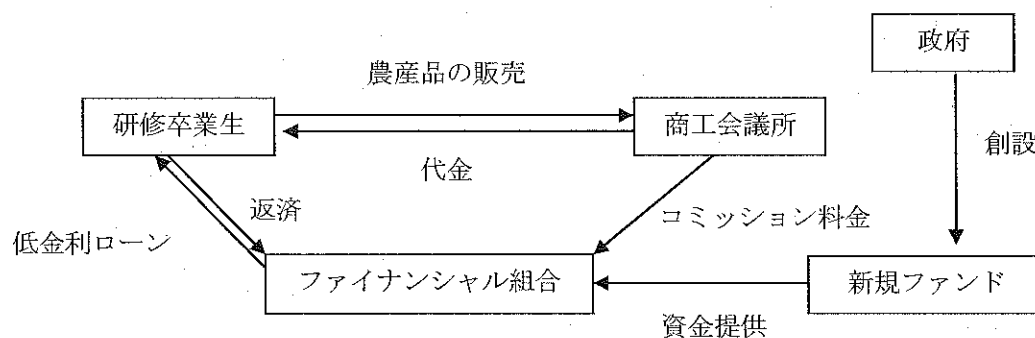 政府
農産品の販売
研修卒業生
商工会議所
創設
代金
返済
コミッション料金
低金利ローン
ファイナンシャル組合
新規ファンド
資金提供